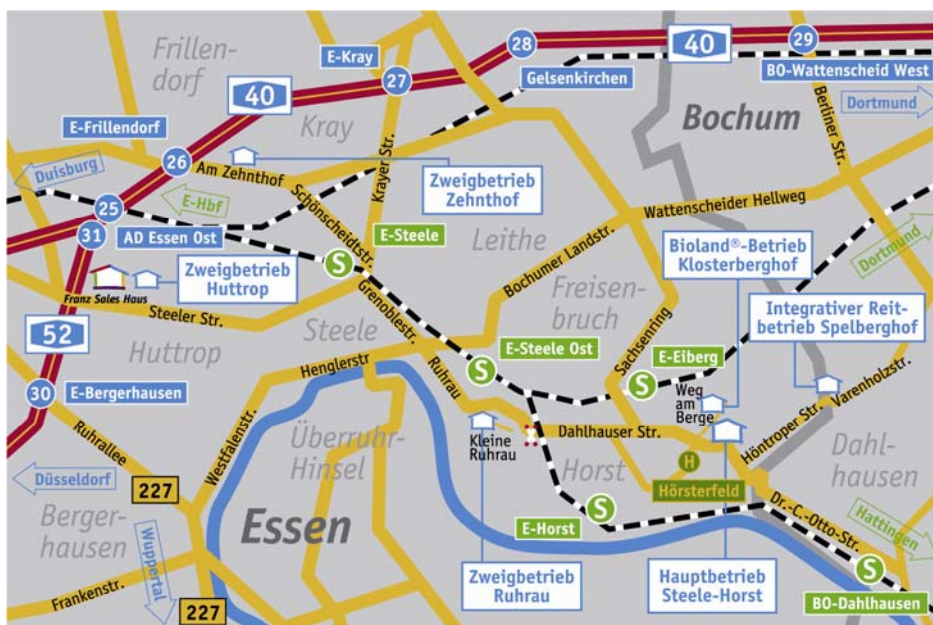 Frillen-
dorf
E-Kray
28
40
29
27
Gelsenkirchen
BO-Wattenscheid West
40
Dortmund
Berliner Str.
Bochum
E-Frillendorf
Kray
Krayer Str.
26
Am Zehnthof
Duisburg
Zweigbetrieb
Zehnthof
E-Hbf
Schönscheidtstr.
Wattenscheider Hellweg
25
31
AD Essen Ost
E-Steele
S
Leithe
Bochumer Landstr.
Bioland®-Betrieb
Klosterberghof
Dortmund
Zweigbetrieb
Huttrop
Franz Sales Haus
Freisen-
bruch
Integrativer Reit-
betrieb Spelberghof
Steeler Str.
Grenoblestr.
52
Steele
Huttrop
Henglerstr
E-Steele Ost
S
Sachsenring
E-Eiberg
S
Weg
am
Berge
Varenholzstr.
30
E-Bergerhausen
Ruhrau
Ruhrallee
Westfalenstr.
Überruhr-
Hinsel
Kleine
Ruhrau
Dahlhauser Str.
Höntroper Str.
Dahl-
hausen
Horst
H
Hörsterfeld
Düsseldorf
227
Berger-
hausen
Essen
S
E-Horst
Dr.-C.-Otto-Str.
Hattingen
Wuppertal
Zweigbetrieb
Ruhrau
Hauptbetrieb
Steele-Horst
S
BO-Dahlhausen
Frankenstr.
227